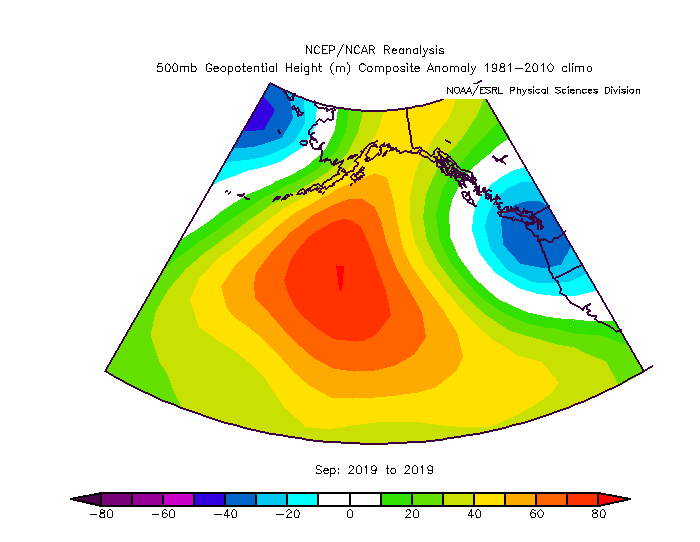 NCEP/NCAR Reanalysis
500mb Geopotential Height (m) Composite Anomaly 1981-2010 climo
NOAA/ESRL Physical Sciences Division
Sep: 2019 to 2019
-80 -60 -40 -20 0 20 40 60 80